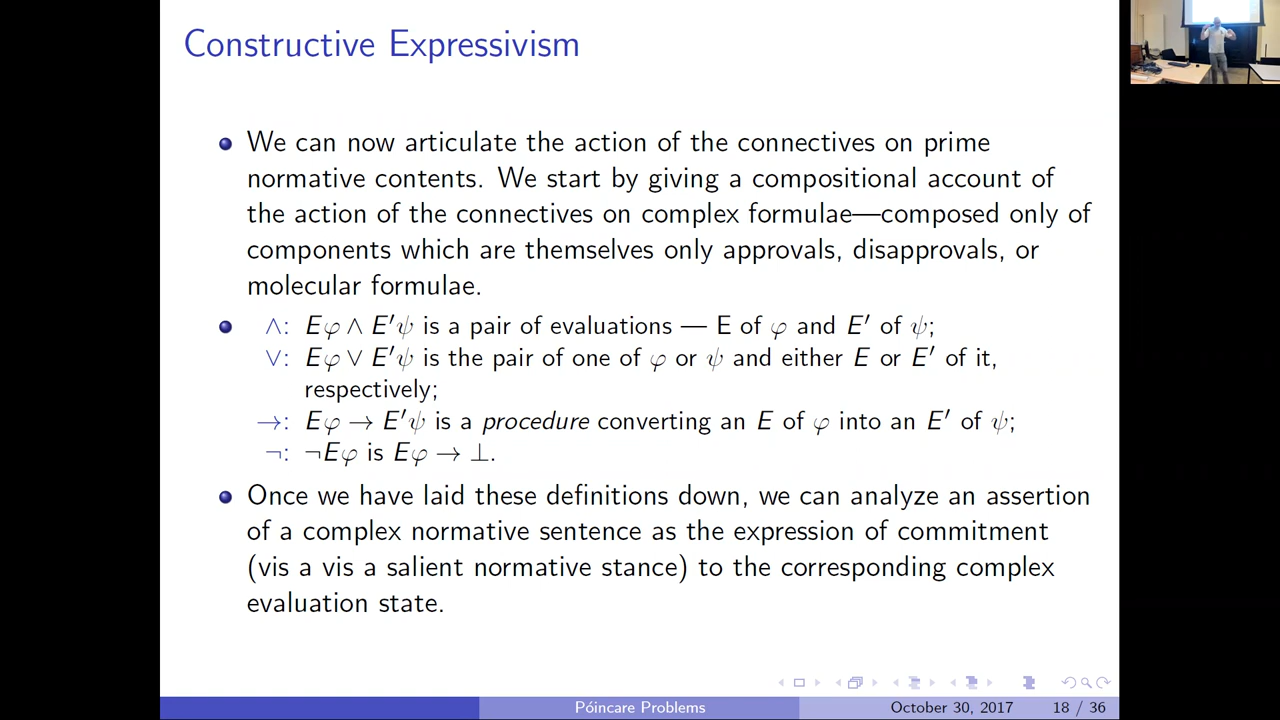 Constructive Expressivism
We can now articulate the action of the connectives on prime
normative contents. We start by giving a compositional account of
the action of the connectives on complex formulae—composed only of
components which are themselves only approvals, disapprovals, or
molecular formulae.
∧: Eφ ∧ E′ψ is a pair of evaluations — E of φ and E′ of ψ;
∨: Eφ ∨ E′ψ is the pair of one of φ or ψ and either E or E′ of it,
respectively;
→: Eφ → E′ψ is a procedure converting an E of φ into an E′ of ψ;
¬: ¬Eφ is Eφ → ⊥.
Once we have laid these definitions down, we can analyze an assertion
of a complex normative sentence as the expression of commitment
(vis a vis a salient normative stance) to the corresponding complex
evaluation state.
Póincare Problems October 30, 2017 18 / 36